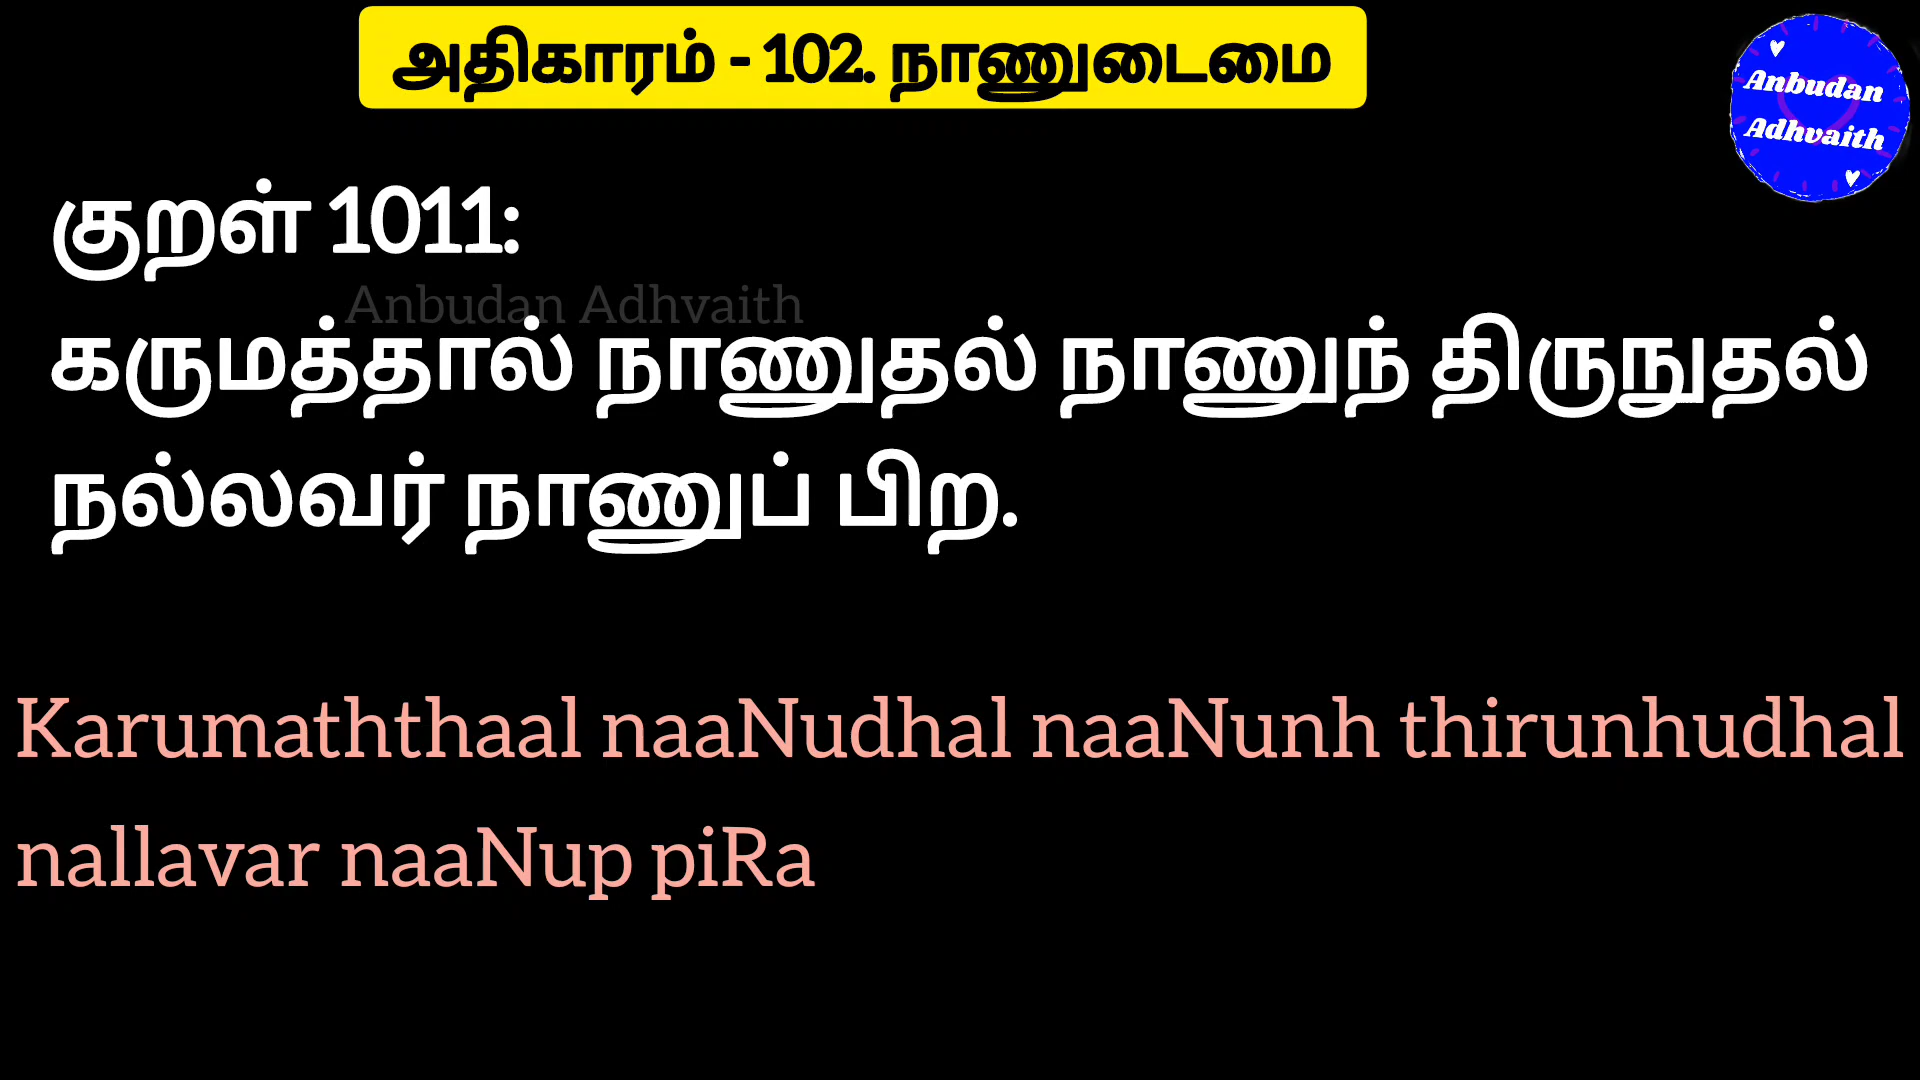 அதிகாரம் - 102. நாணுடைமை
Anbudan
Adhvaith
குறள் 1011:
Anbudan Adhvaith
கருமத்தால் நாணுதல் நாணுந் திருநுதல்
நல்லவர் நாணுப் பிற.
Karumaththaal naaNudhal naaNunh thirunhudhal
nallavar naaNup piRa